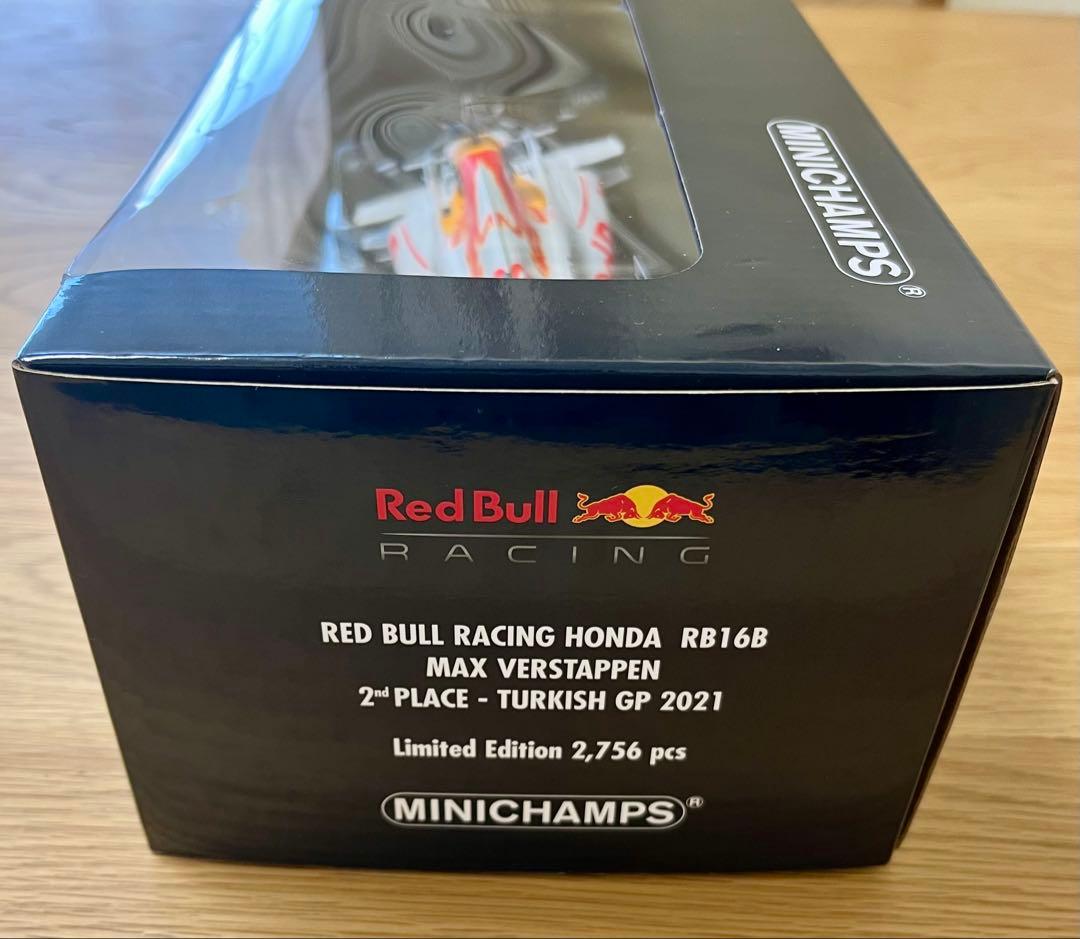 MINICHAMPS®
Red Bull
RACING
RED BULL RACING HONDA RB16B
MAX VERSTAPPEN
2nd PLACE - TURKISH GP 2021
Limited Edition 2,756 pcs
MINICHAMPS®